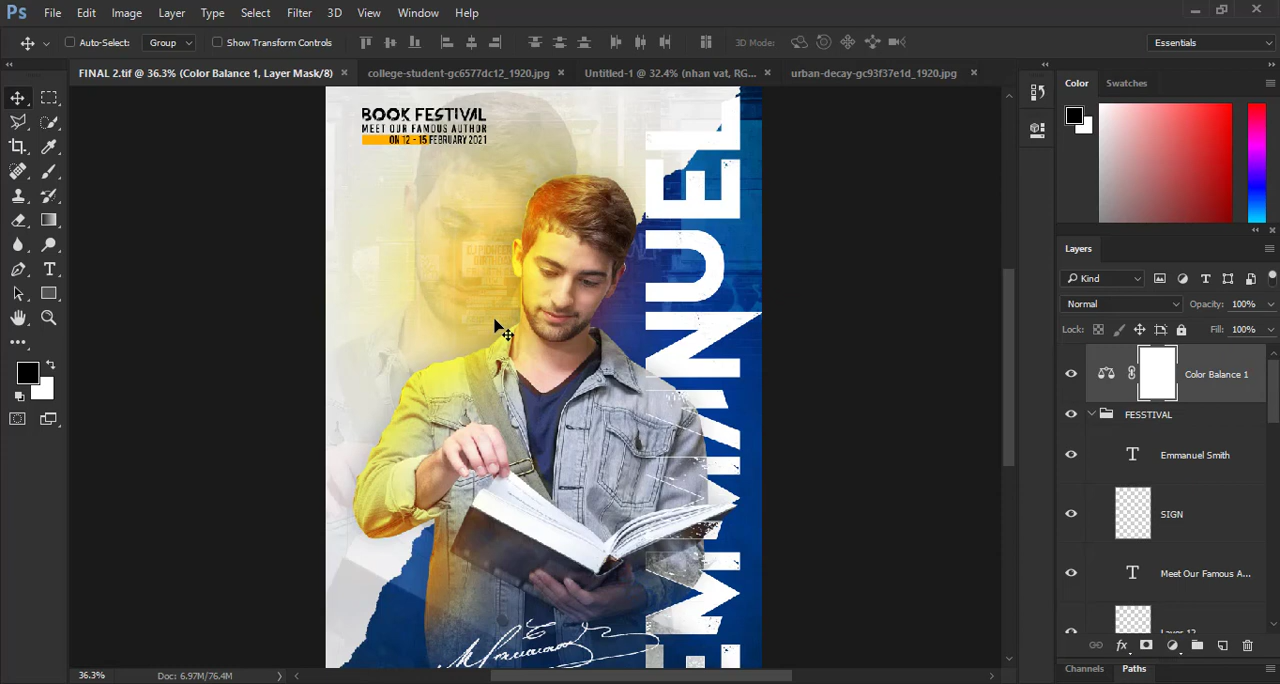 Ps File Edit Image Layer Type Select Filter 3D View Window Help
Auto-Select: Group Show Transform Controls 3D Mode: Essentials
FINAL 2.tif @ 36.3% (Color Balance 1, Layer Mask/8) college-student-gc6577dc12_1920.jpg Untitled-1 @ 32.4% (nhan vat, RG... urban-decay-gc93f37e1d_1920.jpg
Color Swatches
BOOK FESTIVAL
MEET OUR FAMOUS AUTHOR
ON 12 - 15 FEBRUARY 2021
EMMANUEL
Layers
Kind
Normal Opacity: 100%
Lock: Fill: 100%
Color Balance 1
FESSTIVAL
T Emmanuel Smith
SIGN
T Meet Our Famous A...
Layer 12
Channels Paths
36.3% Doc: 6.97M/76.4M